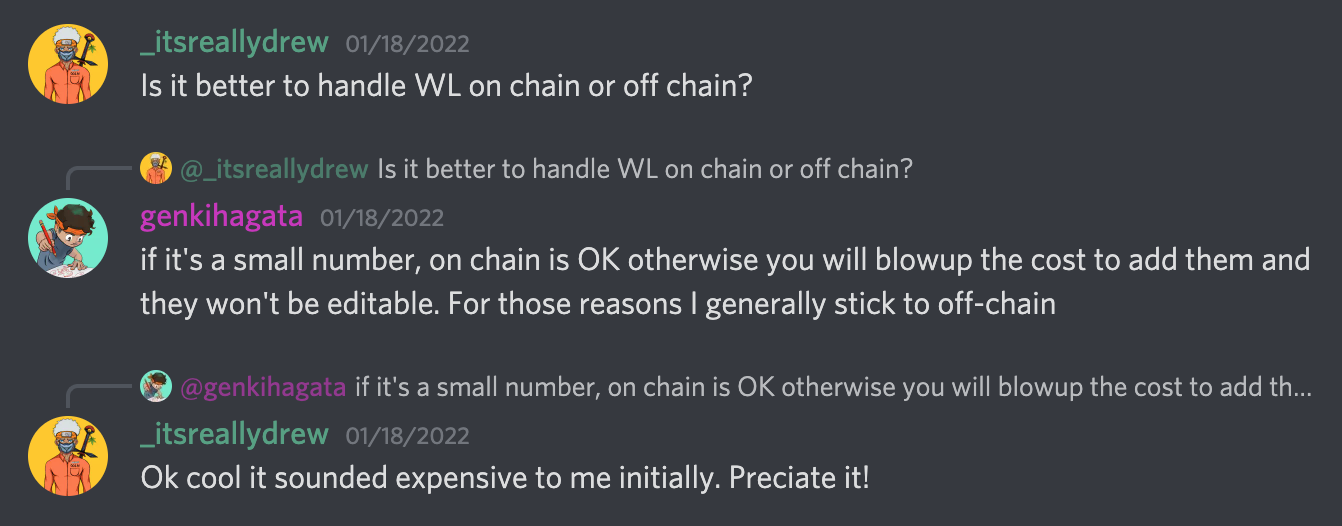 _itsreallydrew 01/18/2022
Is it better to handle WL on chain or off chain?
@_itsreallydrew Is it better to handle WL on chain or off chain?
genkihagata 01/18/2022
if it's a small number, on chain is OK otherwise you will blowup the cost to add them and
they won't be editable. For those reasons I generally stick to off-chain
@genkihagata if it's a small number, on chain is OK otherwise you will blowup the cost to add th...
_itsreallydrew 01/18/2022
Ok cool it sounded expensive to me initially. Preciate it!